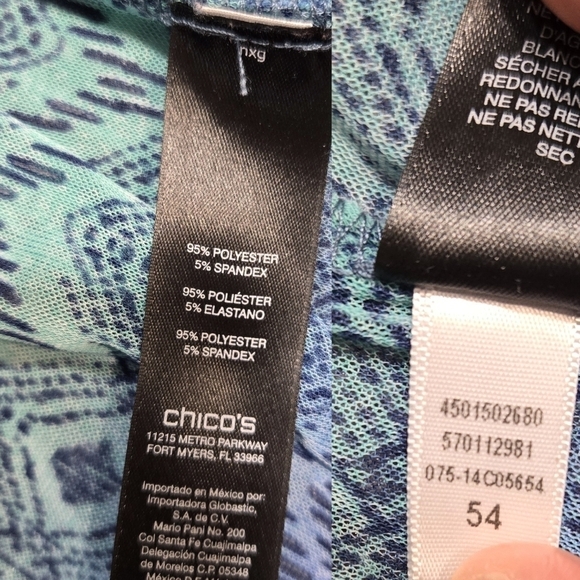 nxg
95% POLYESTER
5% SPANDEX
95% POLIÉSTER
5% ELASTANO
95% POLYESTER
5% SPANDEX
chico's
11215 METRO PARKWAY
FORT MYERS, FL 33966
Importado en México por:
Importadora Globastic,
S.A. de C.V.
Mario Pani No. 200
Col Santa Fe Cuajimalpa
Delegación Cuajimalpa
de Morelos C.P. 05348
D'A
BLANC
SÉCHER A
REDONNAN
NE PAS RE
NE PAS NETT
SEC
4501502680
570112981
075-14C05654
54